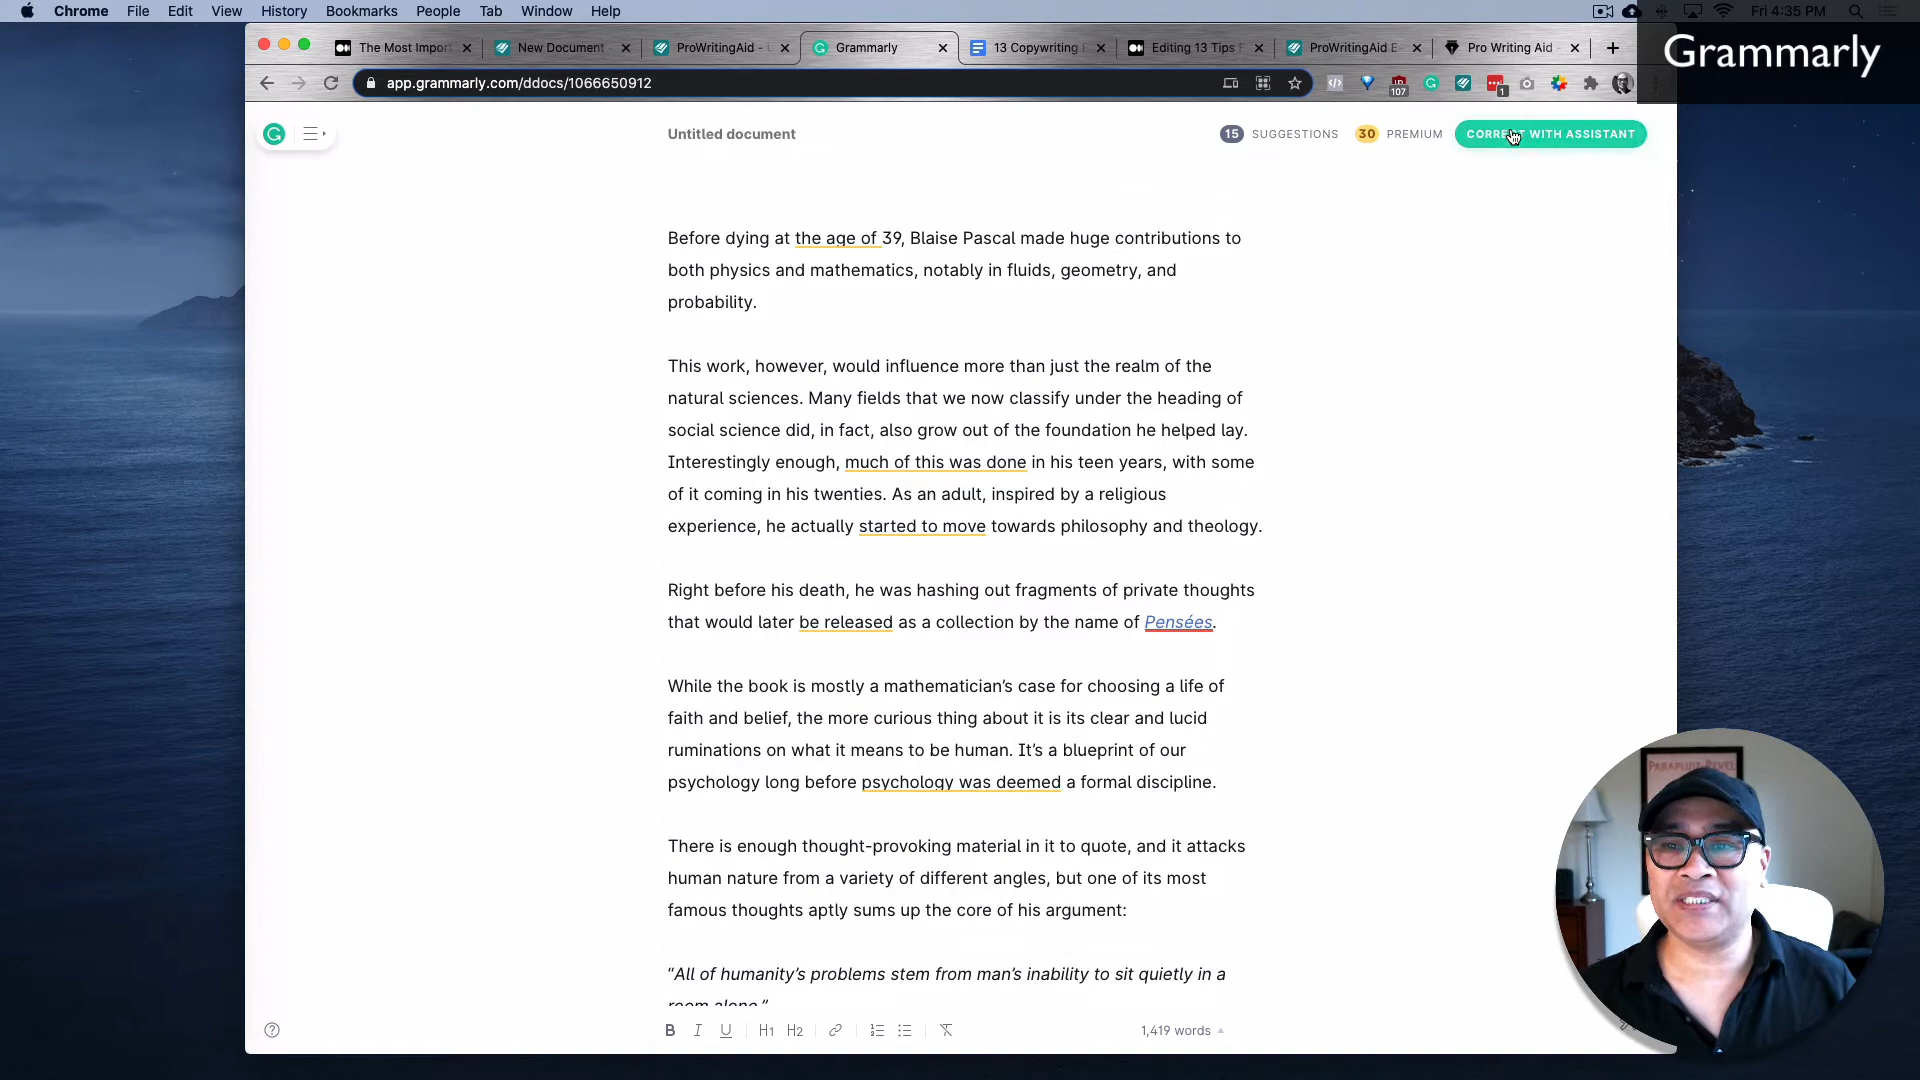 Chrome File Edit View History Bookmarks People Tab Window Help
Fri 4:35 PM
Grammarly
The Most Impor
New Document
ProWritingAid -
Grammarly
13 Copywriting
Editing 13 Tips F
ProWritingAid E
Pro Writing Aid
app.grammarly.com/ddocs/1066650912
107
1
Untitled document
15 SUGGESTIONS
30 PREMIUM
CORRECT WITH ASSISTANT
Before dying at the age of 39, Blaise Pascal made huge contributions to
both physics and mathematics, notably in fluids, geometry, and
probability.
This work, however, would influence more than just the realm of the
natural sciences. Many fields that we now classify under the heading of
social science did, in fact, also grow out of the foundation he helped lay.
Interestingly enough, much of this was done in his teen years, with some
of it coming in his twenties. As an adult, inspired by a religious
experience, he actually started to move towards philosophy and theology.
Right before his death, he was hashing out fragments of private thoughts
that would later be released as a collection by the name of Pensées.
While the book is mostly a mathematician’s case for choosing a life of
faith and belief, the more curious thing about it is its clear and lucid
ruminations on what it means to be human. It’s a blueprint of our
psychology long before psychology was deemed a formal discipline.
There is enough thought-provoking material in it to quote, and it attacks
human nature from a variety of different angles, but one of its most
famous thoughts aptly sums up the core of his argument:
“All of humanity’s problems stem from man’s inability to sit quietly in a
room alone.”
B I U H1 H2
1,419 words